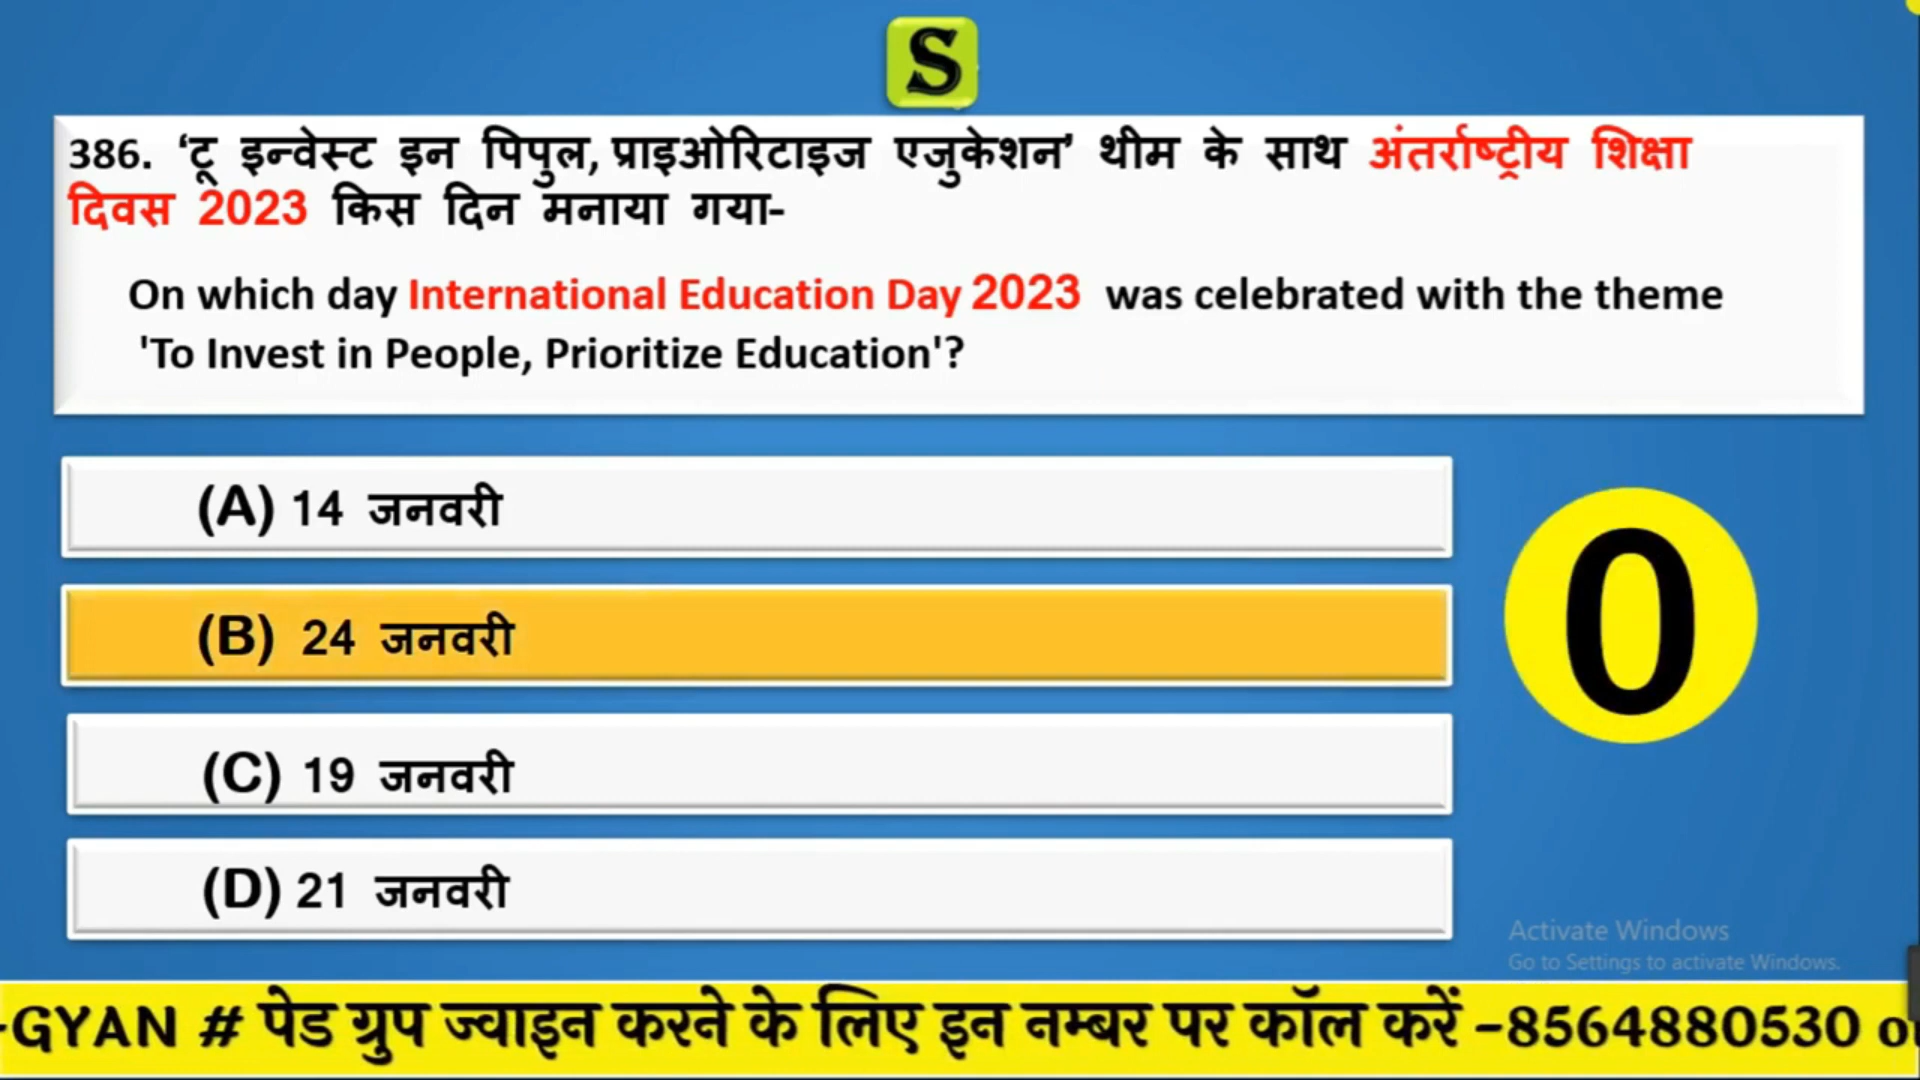 S
386. ‘टू इन्वेस्ट इन पिपुल, प्राइओरिटाइज एजुकेशन’ थीम के साथ अंतर्राष्ट्रीय शिक्षा
दिवस 2023 किस दिन मनाया गया-
On which day International Education Day 2023 was celebrated with the theme
'To Invest in People, Prioritize Education'?
(A) 14 जनवरी
(B) 24 जनवरी
0
(C) 19 जनवरी
(D) 21 जनवरी
Activate Windows
Go to Settings to activate Windows.
-GYAN # पेड ग्रुप ज्वाइन करने के लिए इन नम्बर पर कॉल करें -8564880530